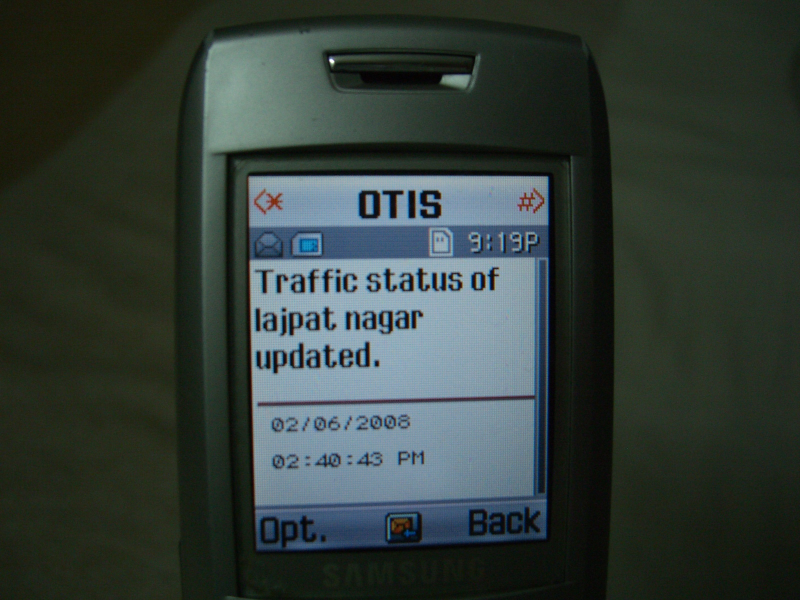 <* OTIS #>
9:19P
Traffic status of
lajpat nagar
updated.
02/06/2008
02:40:43 PM
Opt. Back
SAMSUNG